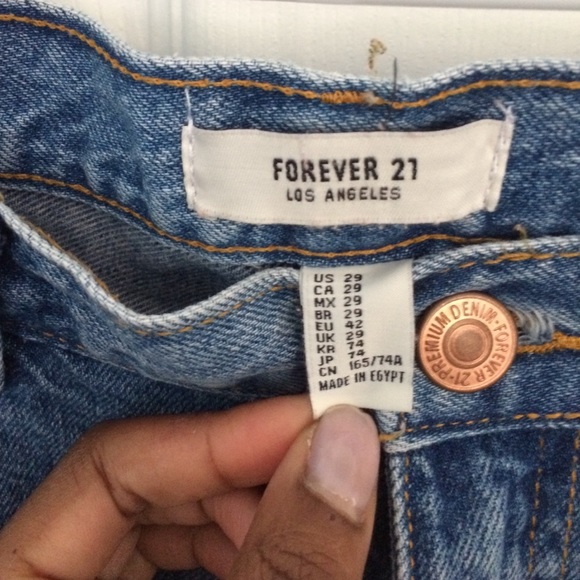 FOREVER 21
LOS ANGELES
US 29
CA 29
MX 29
BR 29
EU 42
UK 29
KR 74
JP 74
CN 165/74A
MADE IN EGYPT
PREMIUM DENIM · FOREVER 21 ·